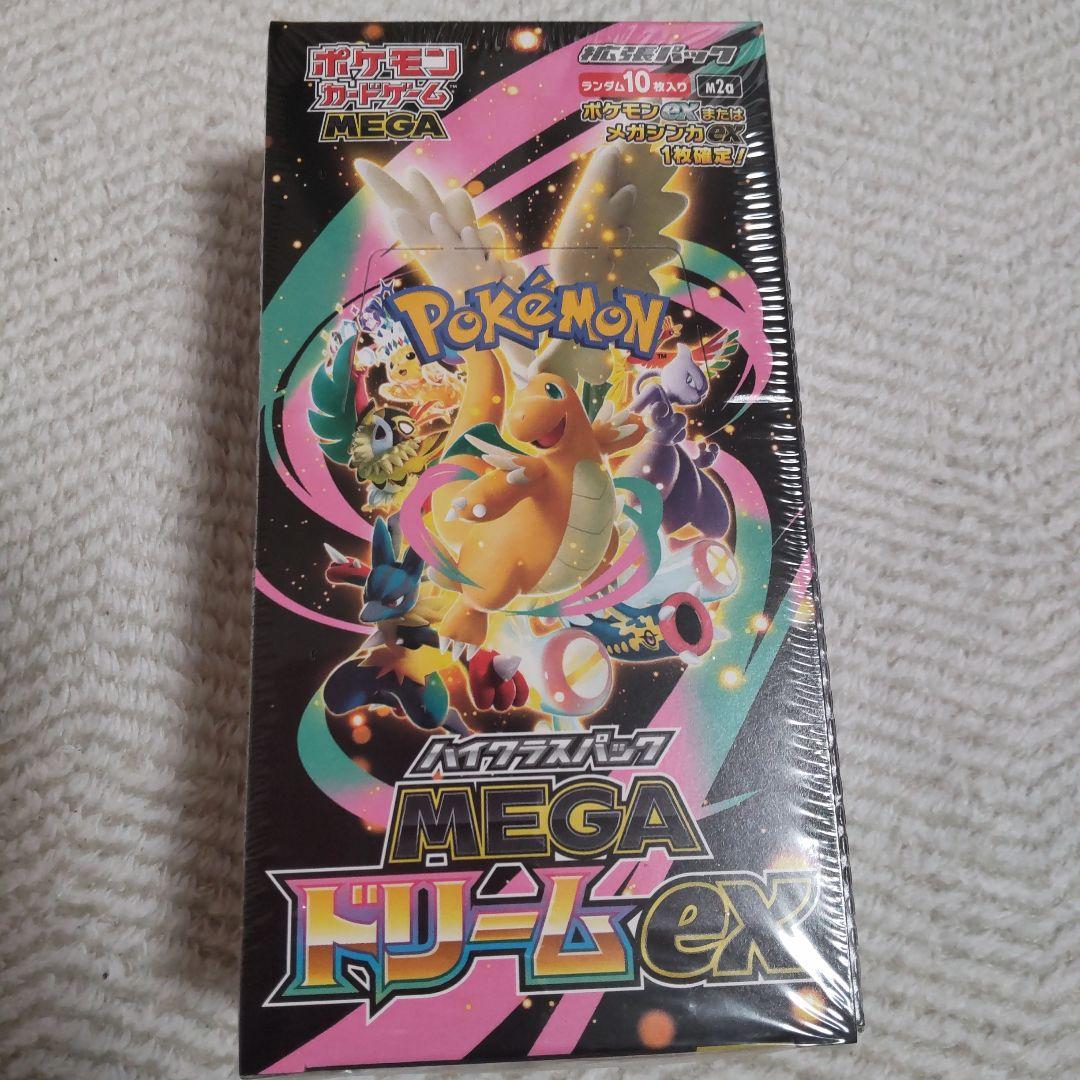 ポケモン
カードゲーム™
MEGA
拡張パック
ランダム10枚入り
M2a
ポケモンexまたは
メガシンカex
1枚確定!
POKéMON™
ハイクラスパック
MEGA
ドリームex